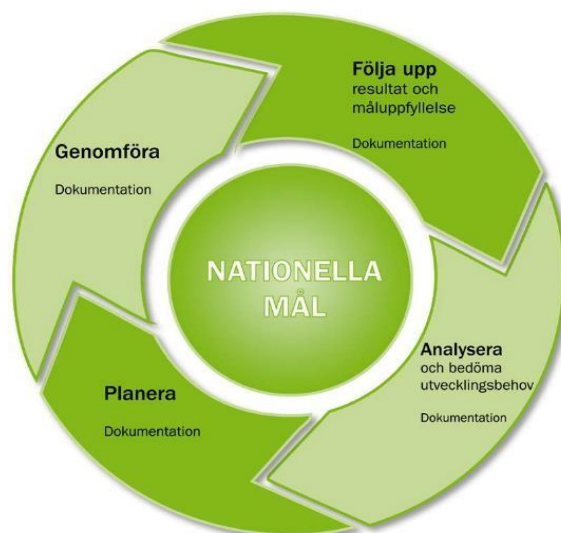 Följa upp
resultat och
måluppfyllelse
Dokumentation
Genomföra
Dokumentation
NATIONELLA
MÅL
Analysera
och bedöma
utvecklingsbehov
Dokumentation
Planera
Dokumentation